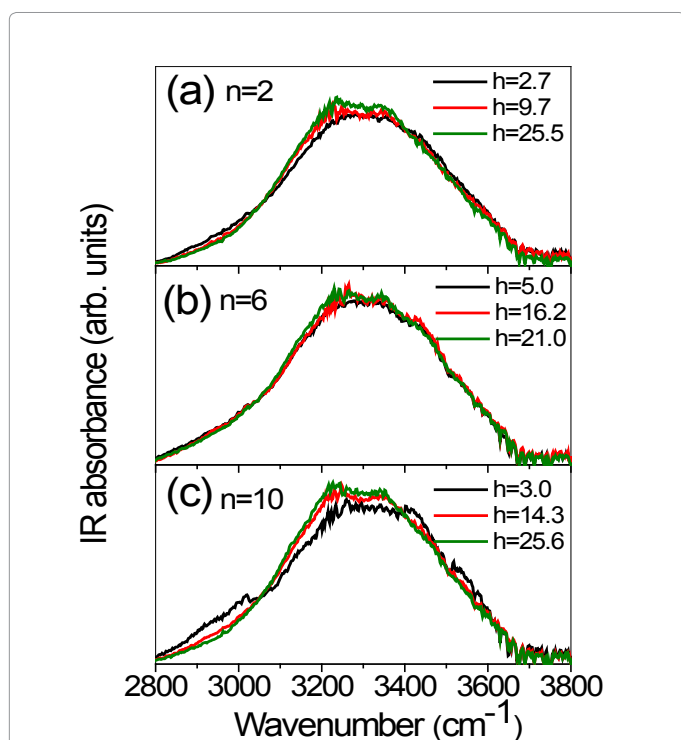 (a) n=2
h=2.7
h=9.7
h=25.5
(b) n=6
h=5.0
h=16.2
h=21.0
(c) n=10
h=3.0
h=14.3
h=25.6
IR absorbance (arb. units)
2800 3000 3200 3400 3600 3800
Wavenumber (cm⁻¹)